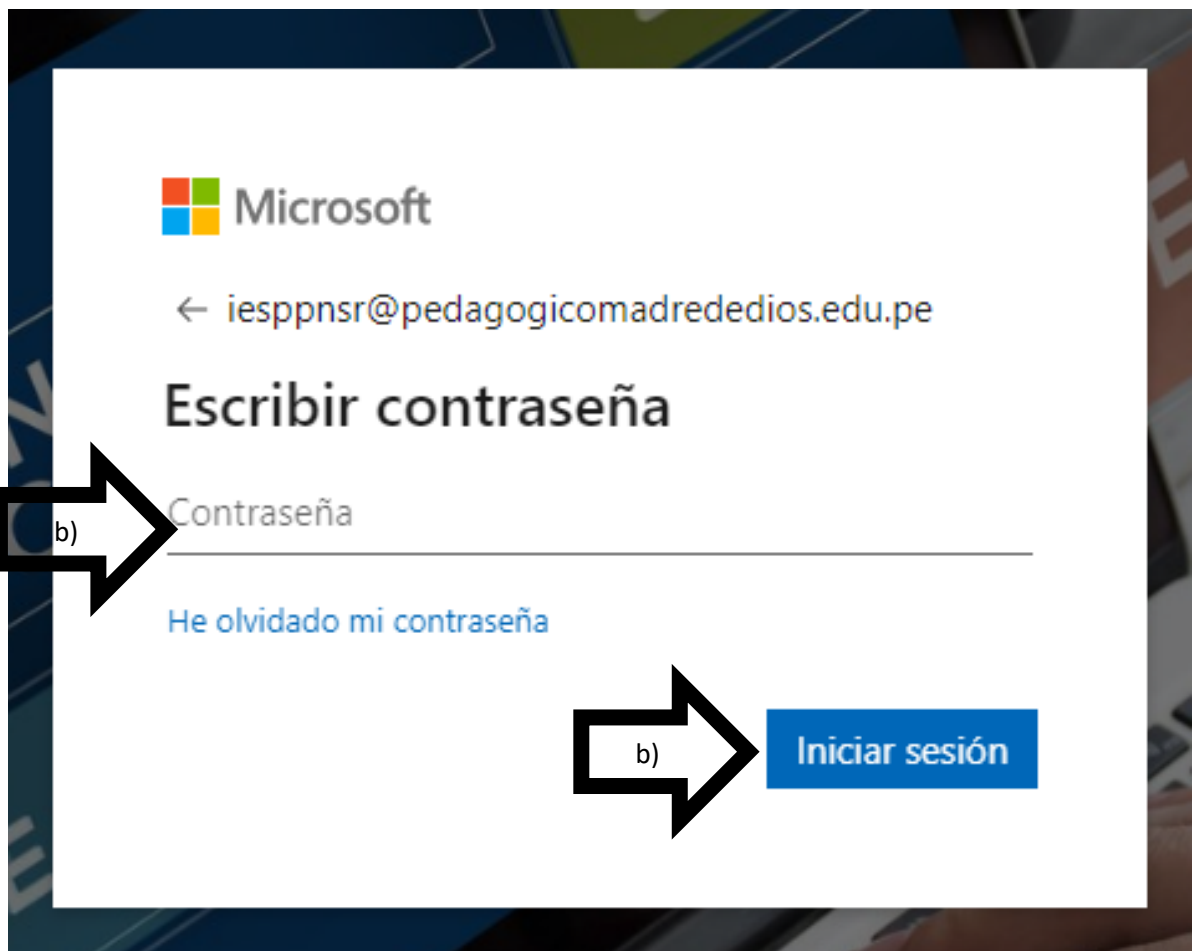 Microsoft
← iesppnsr@pedagogicomadrededios.edu.pe
Escribir contraseña
b)
Contraseña
He olvidado mi contraseña
b)
Iniciar sesión